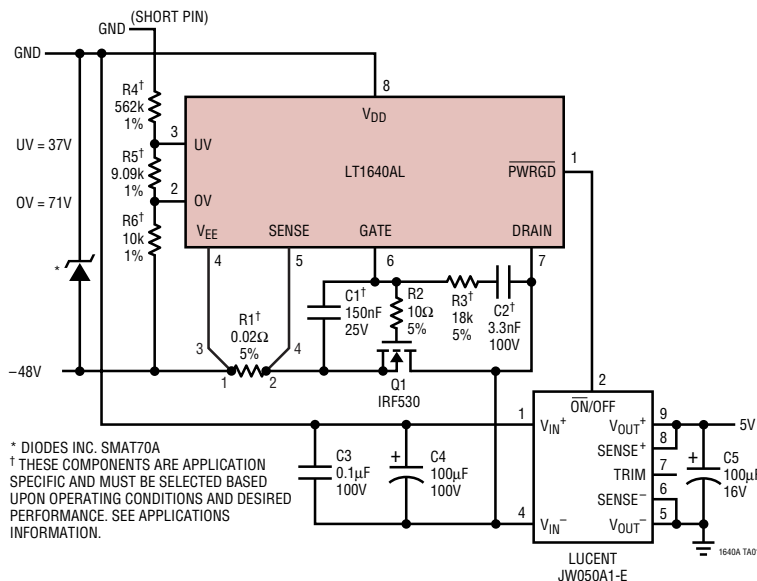 (SHORT PIN)
GND
GND
R4†
562k
1%
UV = 37V
R5†
9.09k
1%
OV = 71V
R6†
10k
1%
*
8
VDD
3
UV
LT1640AL
PWRGD
1
2
OV
VEE
SENSE
GATE
DRAIN
4
5
6
7
C1†
150nF
25V
R2
10Ω
5%
R3†
18k
5%
C2†
3.3nF
100V
R1†
0.02Ω
5%
3
4
–48V
1
2
Q1
IRF530
2
ON/OFF
1
VIN+
VOUT+
9
5V
SENSE+
8
TRIM
7
SENSE–
6
4
VIN–
VOUT–
5
C3
0.1µF
100V
+
C4
100µF
100V
+
C5
100µF
16V
LUCENT
JW050A1-E
* DIODES INC. SMAT70A
† THESE COMPONENTS ARE APPLICATION
SPECIFIC AND MUST BE SELECTED BASED
UPON OPERATING CONDITIONS AND DESIRED
PERFORMANCE. SEE APPLICATIONS
INFORMATION.